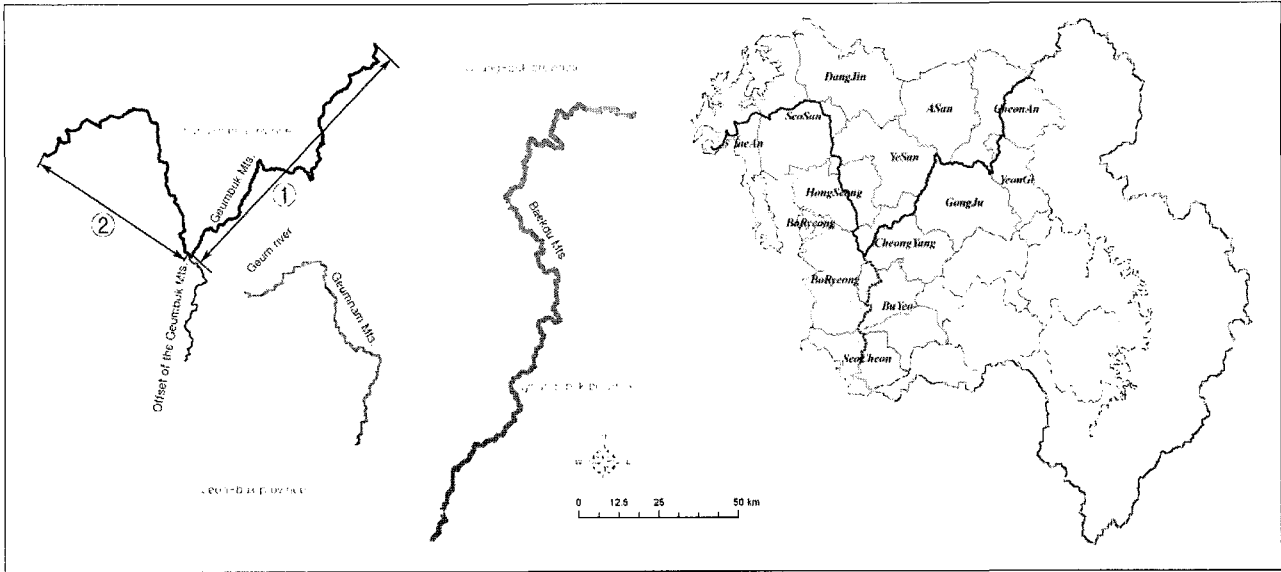 Geumbuk Mts.
①
②
Geum river
Geumnam Mts.
Offset of the Geumbuk Mts.
Baekdu Mts.
0 12.5 25 50 km
DangJin
ASan
CheonAn
SeoSan
TaeAn
YeSan
YeonGi
HongSeong
GongJu
BoRyeong
CheongYang
BoRyeong
BuYeo
SeoCheon